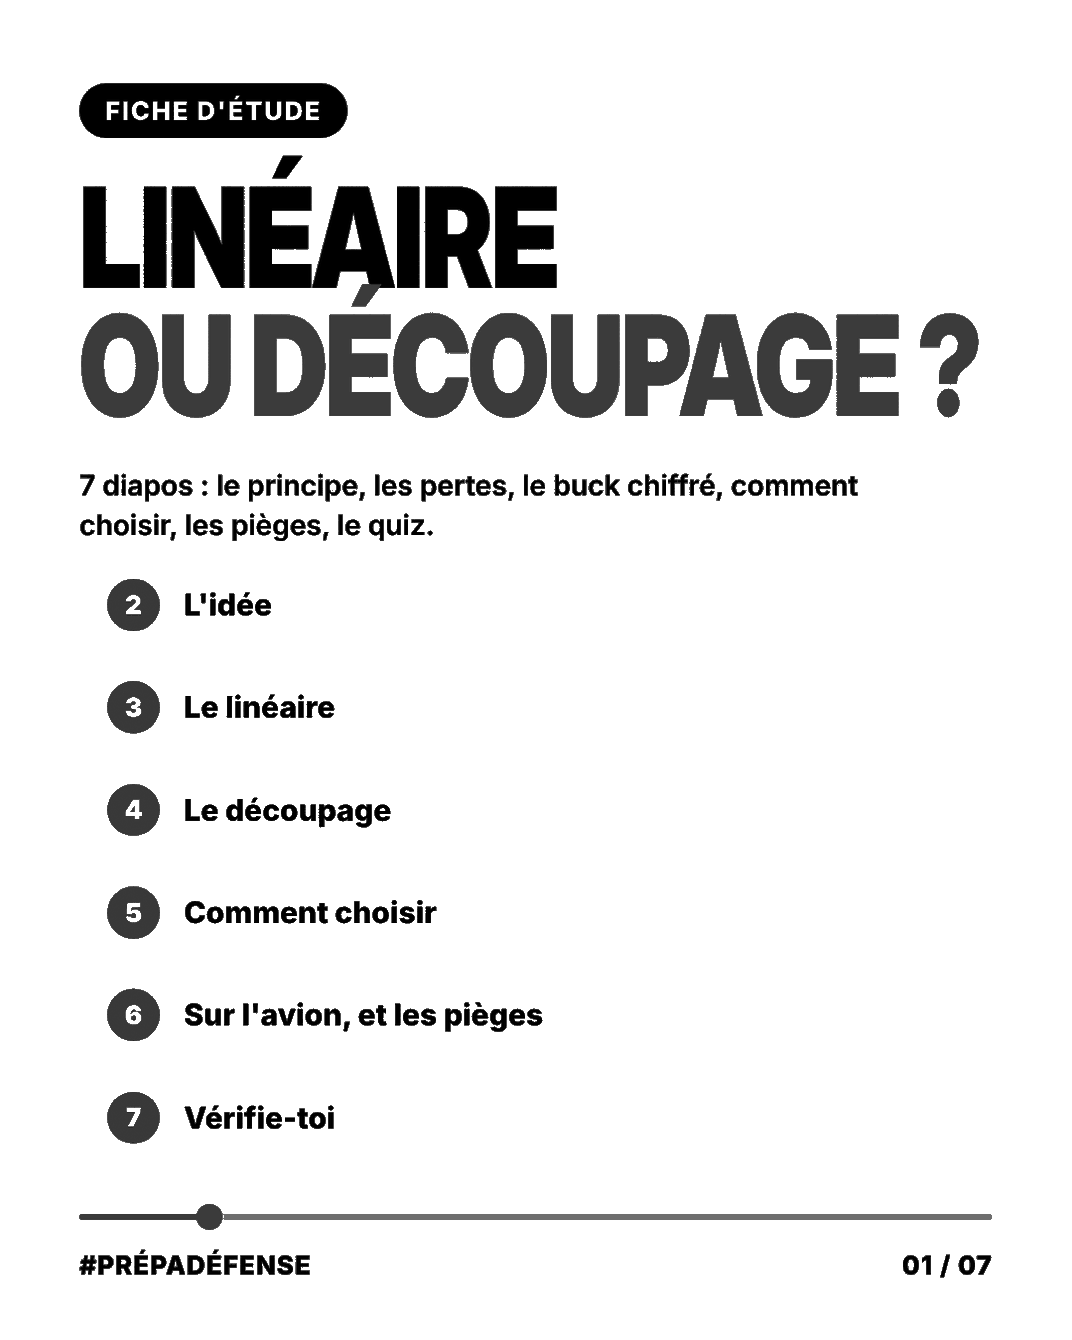 FICHE D'ÉTUDE
LINÉAIRE
OU DÉCOUPAGE ?
7 diapos : le principe, les pertes, le buck chiffré, comment
choisir, les pièges, le quiz.
2 L'idée
3 Le linéaire
4 Le découpage
5 Comment choisir
6 Sur l'avion, et les pièges
7 Vérifie-toi
#PRÉPADÉFENSE
01 / 07